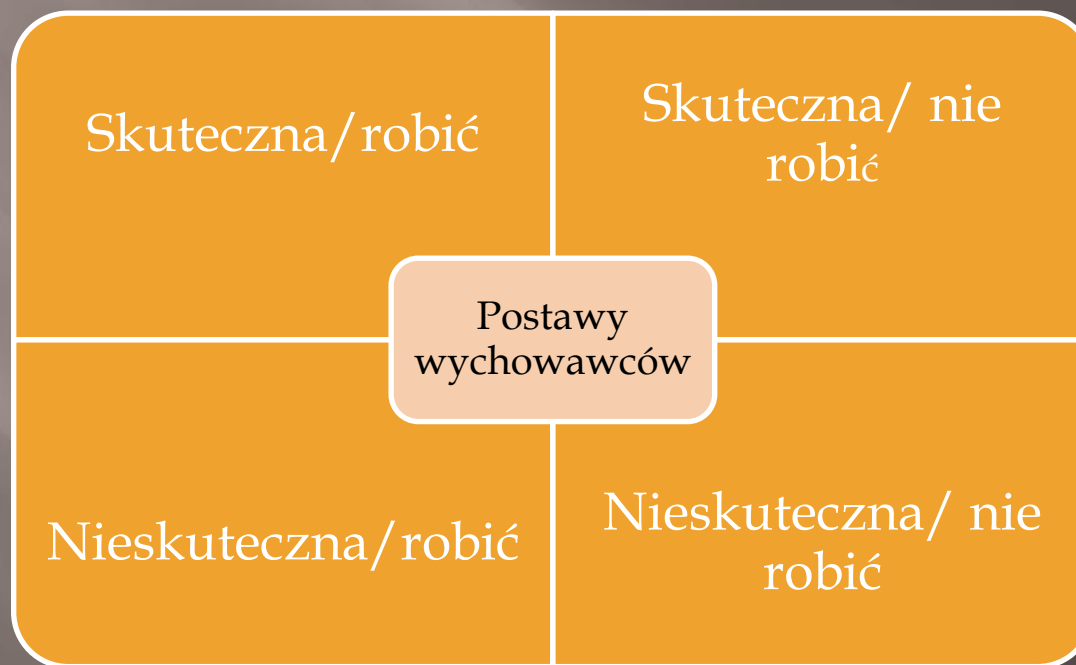 Skuteczna/robić
Skuteczna/ nie
robić
Postawy
wychowawców
Nieskuteczna/robić
Nieskuteczna/ nie
robić